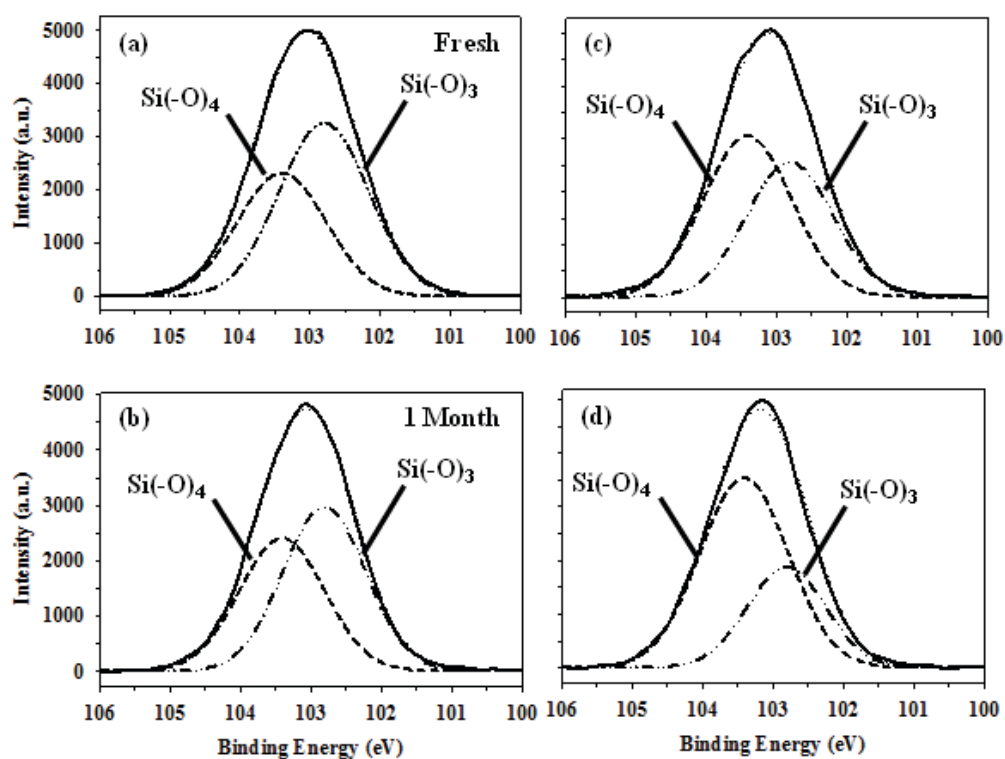 (a) Fresh
Si(-O)4
Si(-O)3
Intensity (a.u.)
5000
4000
3000
2000
1000
0
106 105 104 103 102 101 100
(c)
Si(-O)4
Si(-O)3
106 105 104 103 102 101 100
(b) 1 Month
Si(-O)4
Si(-O)3
Intensity (a.u.)
5000
4000
3000
2000
1000
0
106 105 104 103 102 101 100
Binding Energy (eV)
(d)
Si(-O)4
Si(-O)3
106 105 104 103 102 101 100
Binding Energy (eV)